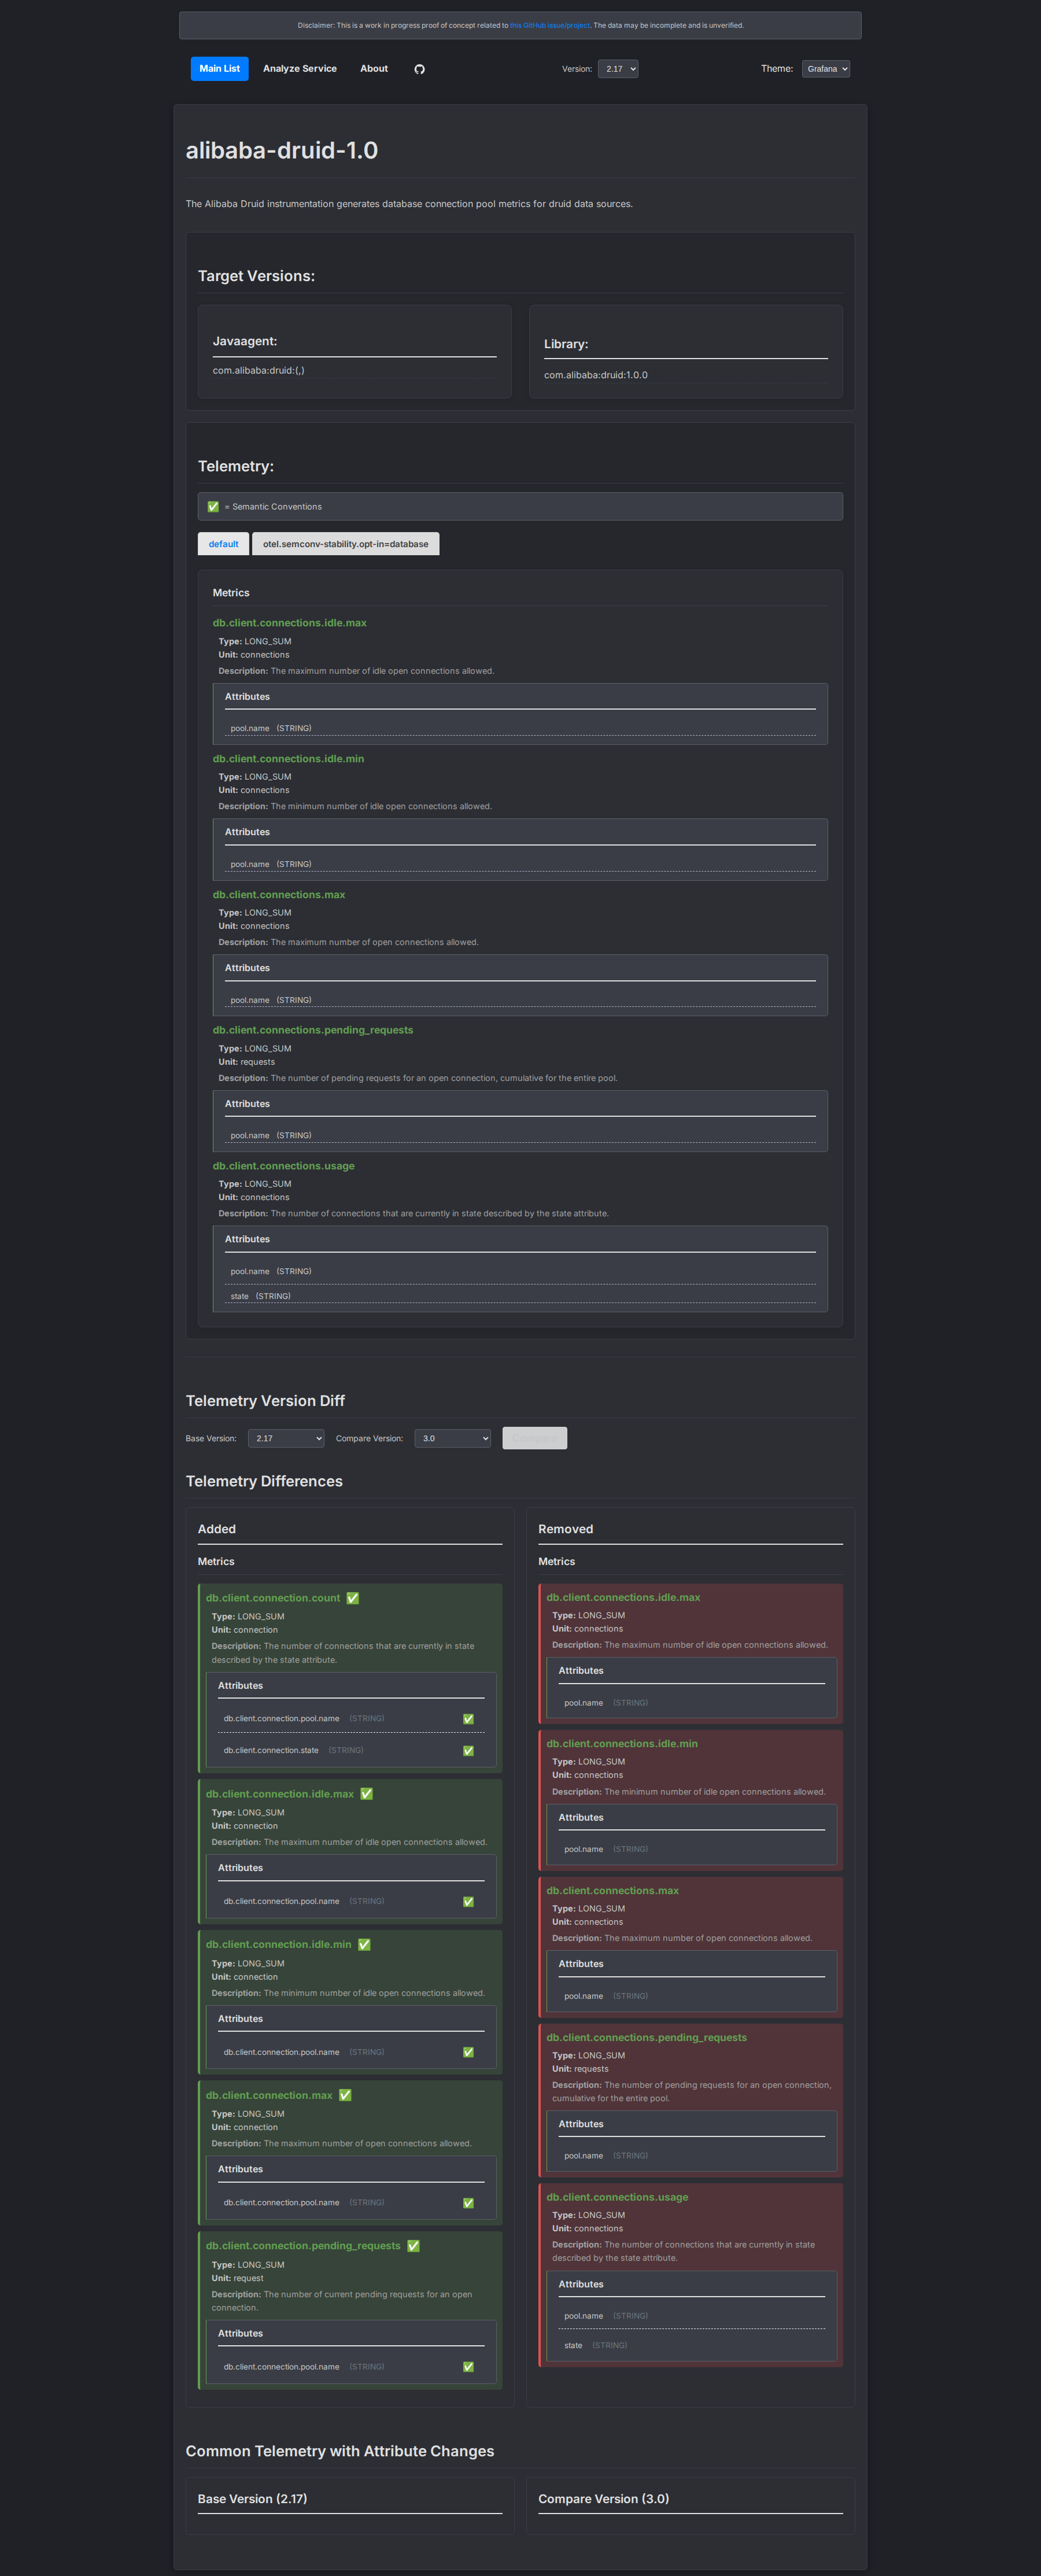 Disclaimer: This is a work in progress proof of concept related to this GitHub issue/project. The data may be incomplete and is unverified.
Main List Analyze Service About Version: 2.17 Theme: Grafana
alibaba-druid-1.0
The Alibaba Druid instrumentation generates database connection pool metrics for druid data sources.
Target Versions:
Javaagent:
com.alibaba:druid:(,)
Library:
com.alibaba:druid:1.0.0
Telemetry:
✅ = Semantic Conventions
default otel.semconv-stability.opt-in=database
Metrics
db.client.connections.idle.max
Type: LONG_SUM
Unit: connections
Description: The maximum number of idle open connections allowed.
Attributes
pool.name (STRING)
db.client.connections.idle.min
Type: LONG_SUM
Unit: connections
Description: The minimum number of idle open connections allowed.
Attributes
pool.name (STRING)
db.client.connections.max
Type: LONG_SUM
Unit: connections
Description: The maximum number of open connections allowed.
Attributes
pool.name (STRING)
db.client.connections.pending_requests
Type: LONG_SUM
Unit: requests
Description: The number of pending requests for an open connection, cumulative for the entire pool.
Attributes
pool.name (STRING)
db.client.connections.usage
Type: LONG_SUM
Unit: connections
Description: The number of connections that are currently in state described by the state attribute.
Attributes
pool.name (STRING)
state (STRING)
Telemetry Version Diff
Base Version: 2.17 Compare Version: 3.0
Telemetry Differences
Added
Metrics
db.client.connection.count ✅
Type: LONG_SUM
Unit: connection
Description: The number of connections that are currently in state
described by the state attribute.
Attributes
db.client.connection.pool.name (STRING) ✅
db.client.connection.state (STRING) ✅
db.client.connection.idle.max ✅
Type: LONG_SUM
Unit: connection
Description: The maximum number of idle open connections allowed.
Attributes
db.client.connection.pool.name (STRING) ✅
db.client.connection.idle.min ✅
Type: LONG_SUM
Unit: connection
Description: The minimum number of idle open connections allowed.
Attributes
db.client.connection.pool.name (STRING) ✅
db.client.connection.max ✅
Type: LONG_SUM
Unit: connection
Description: The maximum number of open connections allowed.
Attributes
db.client.connection.pool.name (STRING) ✅
db.client.connection.pending_requests ✅
Type: LONG_SUM
Unit: request
Description: The number of current pending requests for an open
connection.
Attributes
db.client.connection.pool.name (STRING) ✅
Removed
Metrics
db.client.connections.idle.max
Type: LONG_SUM
Unit: connections
Description: The maximum number of idle open connections allowed.
Attributes
pool.name (STRING)
db.client.connections.idle.min
Type: LONG_SUM
Unit: connections
Description: The minimum number of idle open connections allowed.
Attributes
pool.name (STRING)
db.client.connections.max
Type: LONG_SUM
Unit: connections
Description: The maximum number of open connections allowed.
Attributes
pool.name (STRING)
db.client.connections.pending_requests
Type: LONG_SUM
Unit: requests
Description: The number of pending requests for an open connection,
cumulative for the entire pool.
Attributes
pool.name (STRING)
db.client.connections.usage
Type: LONG_SUM
Unit: connections
Description: The number of connections that are currently in state
described by the state attribute.
Attributes
pool.name (STRING)
state (STRING)
Common Telemetry with Attribute Changes
Base Version (2.17)
Compare Version (3.0)